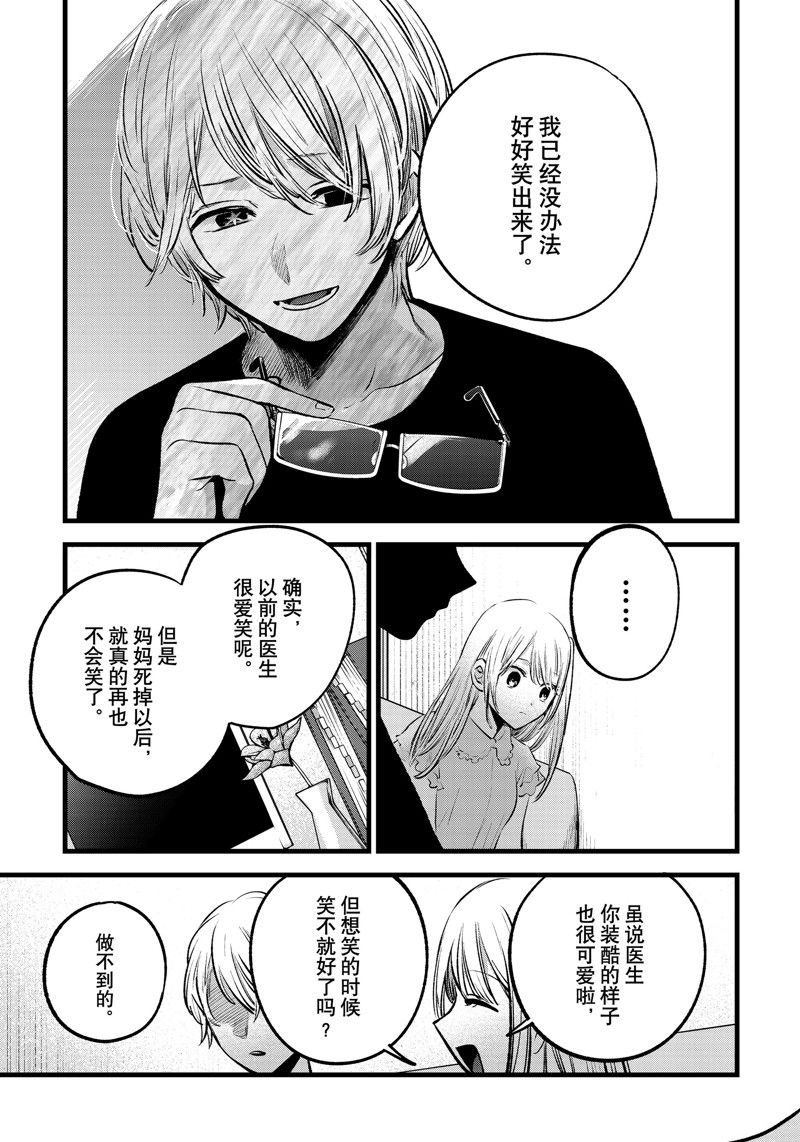 我已经没办法
好好笑出来了。
……
确实，
以前的医生
很爱笑呢。
但是
妈妈死掉以后，
就真的再也
不会笑了。
虽说医生
你装酷的样子
也很可爱啦，
但想笑的时候
笑不就好了吗？
做不到的。